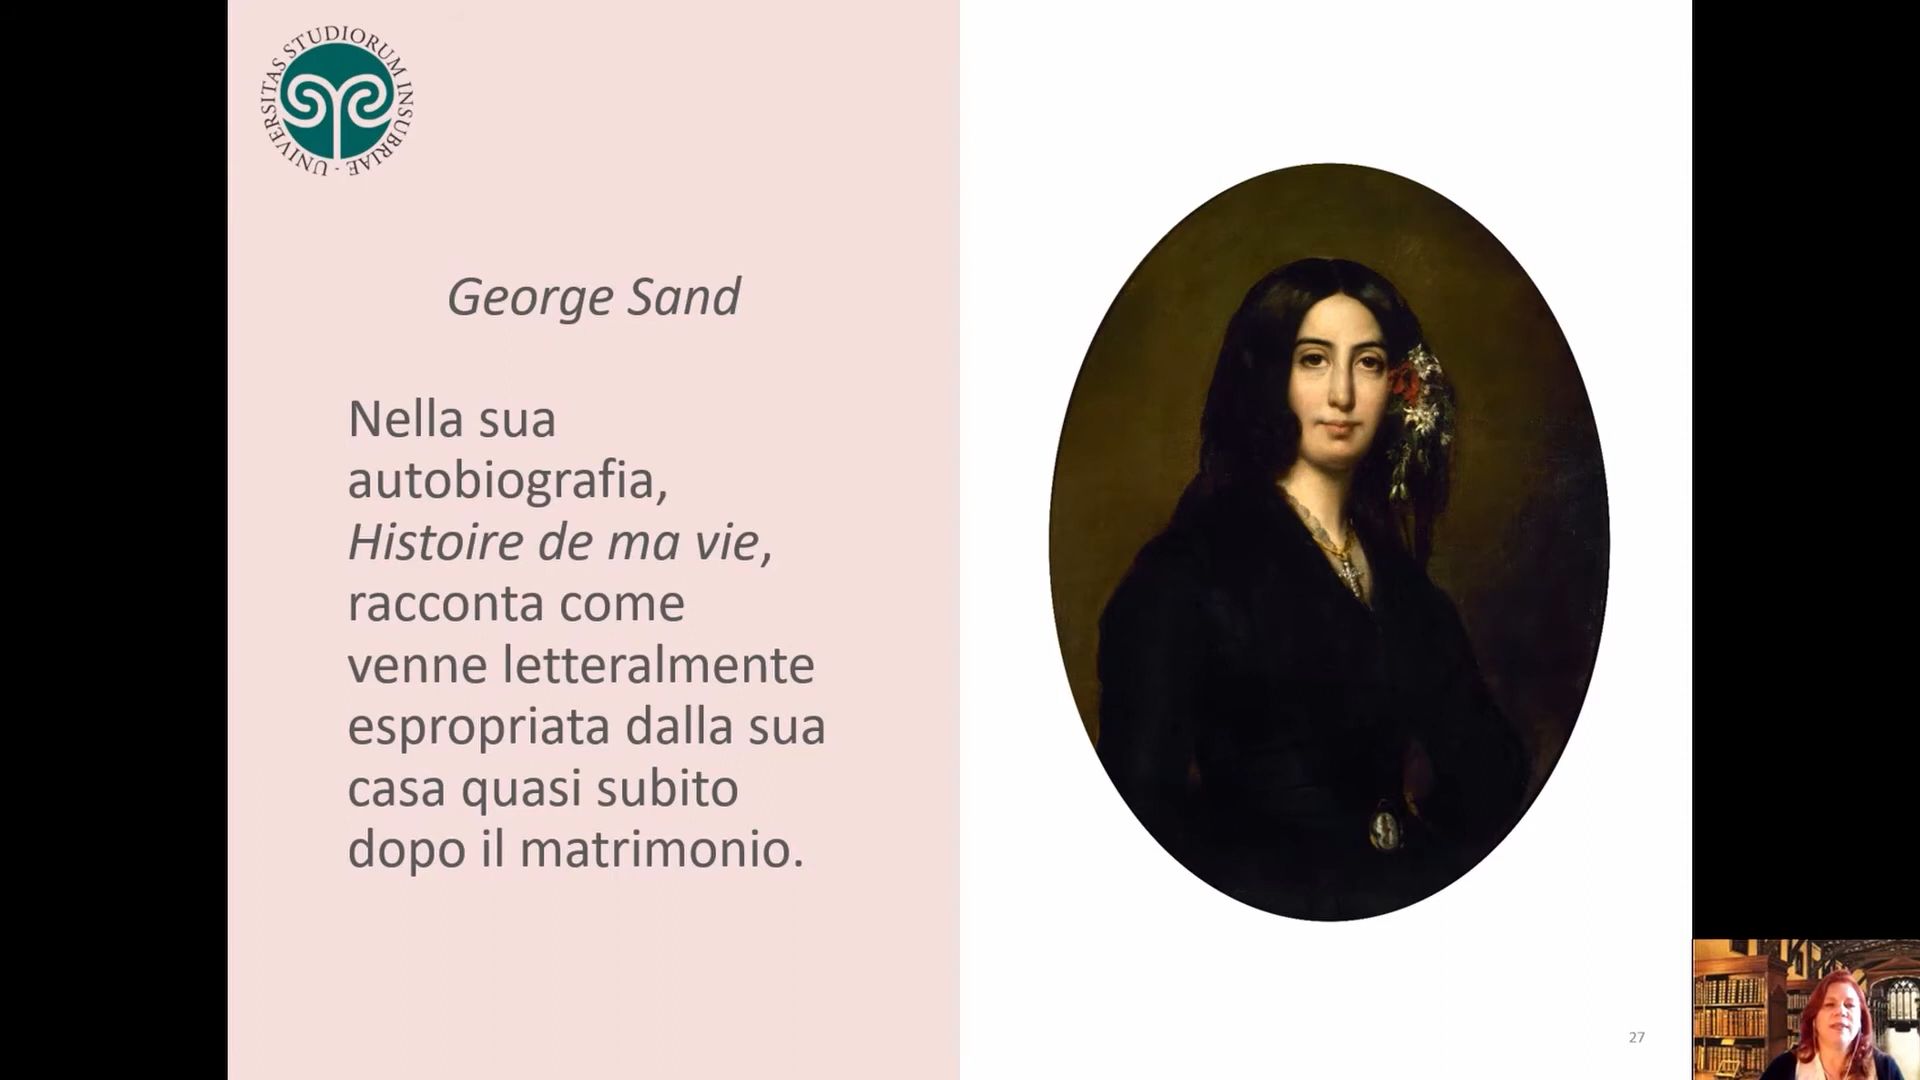 UNIVERSITAS STUDIORUM INSUBRIAE -
George Sand
Nella sua
autobiografia,
Histoire de ma vie,
racconta come
venne letteralmente
espropriata dalla sua
casa quasi subito
dopo il matrimonio.
27